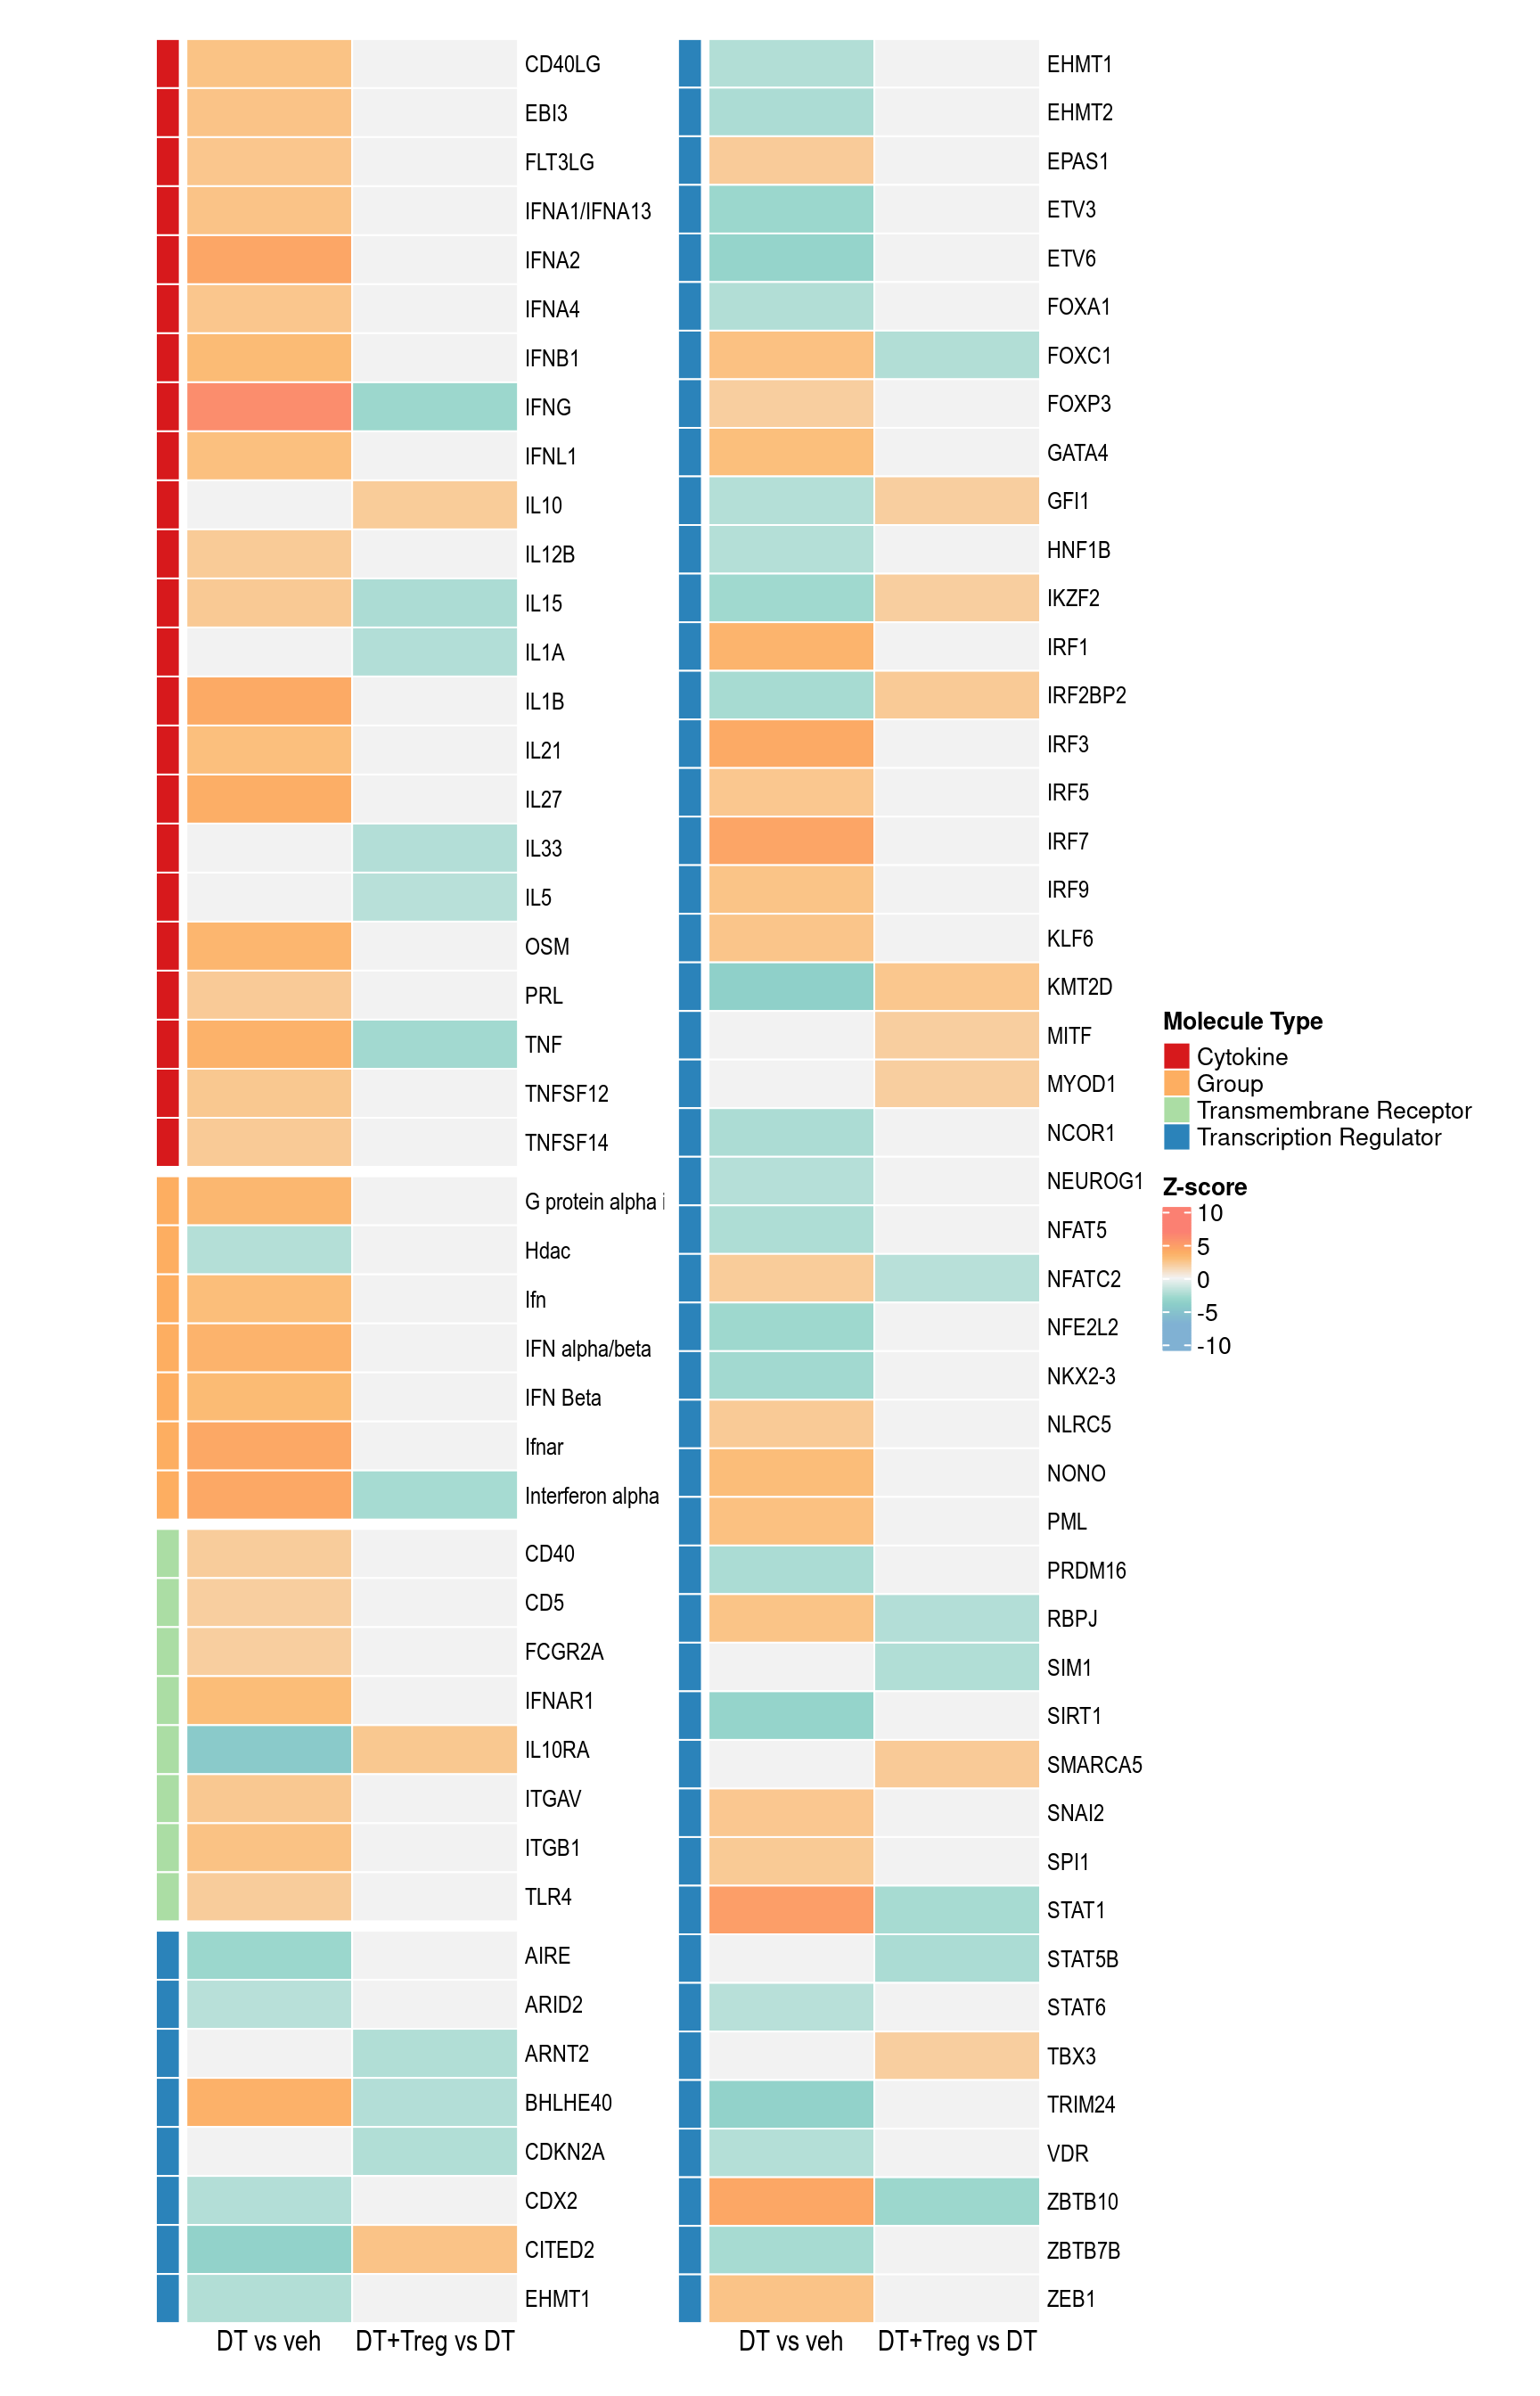 CD40LG
EBI3
FLT3LG
IFNA1/IFNA13
IFNA2
IFNA4
IFNB1
IFNG
IFNL1
IL10
IL12B
IL15
IL1A
IL1B
IL21
IL27
IL33
IL5
OSM
PRL
TNF
TNFSF12
TNFSF14
G protein alpha i
Hdac
Ifn
IFN alpha/beta
IFN Beta
Ifnar
Interferon alpha
CD40
CD5
FCGR2A
IFNAR1
IL10RA
ITGAV
ITGB1
TLR4
AIRE
ARID2
ARNT2
BHLHE40
CDKN2A
CDX2
CITED2
EHMT1
DT vs veh
DT+Treg vs DT
EHMT1
EHMT2
EPAS1
ETV3
ETV6
FOXA1
FOXC1
FOXP3
GATA4
GFI1
HNF1B
IKZF2
IRF1
IRF2BP2
IRF3
IRF5
IRF7
IRF9
KLF6
KMT2D
MITF
MYOD1
NCOR1
NEUROG1
NFAT5
NFATC2
NFE2L2
NKX2-3
NLRC5
NONO
PML
PRDM16
RBPJ
SIM1
SIRT1
SMARCA5
SNAI2
SPI1
STAT1
STAT5B
STAT6
TBX3
TRIM24
VDR
ZBTB10
ZBTB7B
ZEB1
DT vs veh
DT+Treg vs DT
Molecule Type
Cytokine
Group
Transmembrane Receptor
Transcription Regulator
Z-score
10
5
0
-5
-10